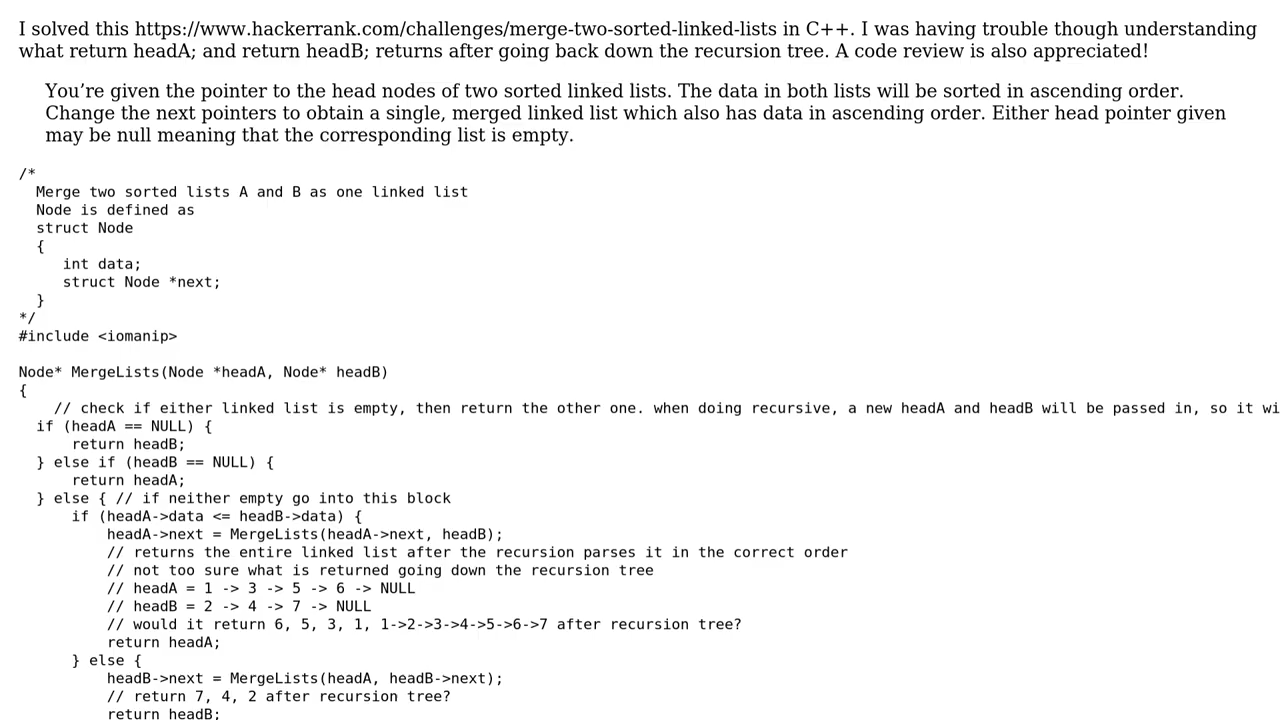 I solved this https://www.hackerrank.com/challenges/merge-two-sorted-linked-lists in C++. I was having trouble though understanding
what return headA; and return headB; returns after going back down the recursion tree. A code review is also appreciated!
You’re given the pointer to the head nodes of two sorted linked lists. The data in both lists will be sorted in ascending order.
Change the next pointers to obtain a single, merged linked list which also has data in ascending order. Either head pointer given
may be null meaning that the corresponding list is empty.
/*
  Merge two sorted lists A and B as one linked list
  Node is defined as
  struct Node
  {
     int data;
     struct Node *next;
  }
*/
#include <iomanip>

Node* MergeLists(Node *headA, Node* headB)
{
    // check if either linked list is empty, then return the other one. when doing recursive, a new headA and headB will be passed in, so it wi
  if (headA == NULL) {
      return headB;
  } else if (headB == NULL) {
      return headA;
  } else { // if neither empty go into this block
      if (headA->data <= headB->data) {
          headA->next = MergeLists(headA->next, headB);
          // returns the entire linked list after the recursion parses it in the correct order
          // not too sure what is returned going down the recursion tree
          // headA = 1 -> 3 -> 5 -> 6 -> NULL
          // headB = 2 -> 4 -> 7 -> NULL
          // would it return 6, 5, 3, 1, 1->2->3->4->5->6->7 after recursion tree?
          return headA;
      } else {
          headB->next = MergeLists(headA, headB->next);
          // return 7, 4, 2 after recursion tree?
          return headB;